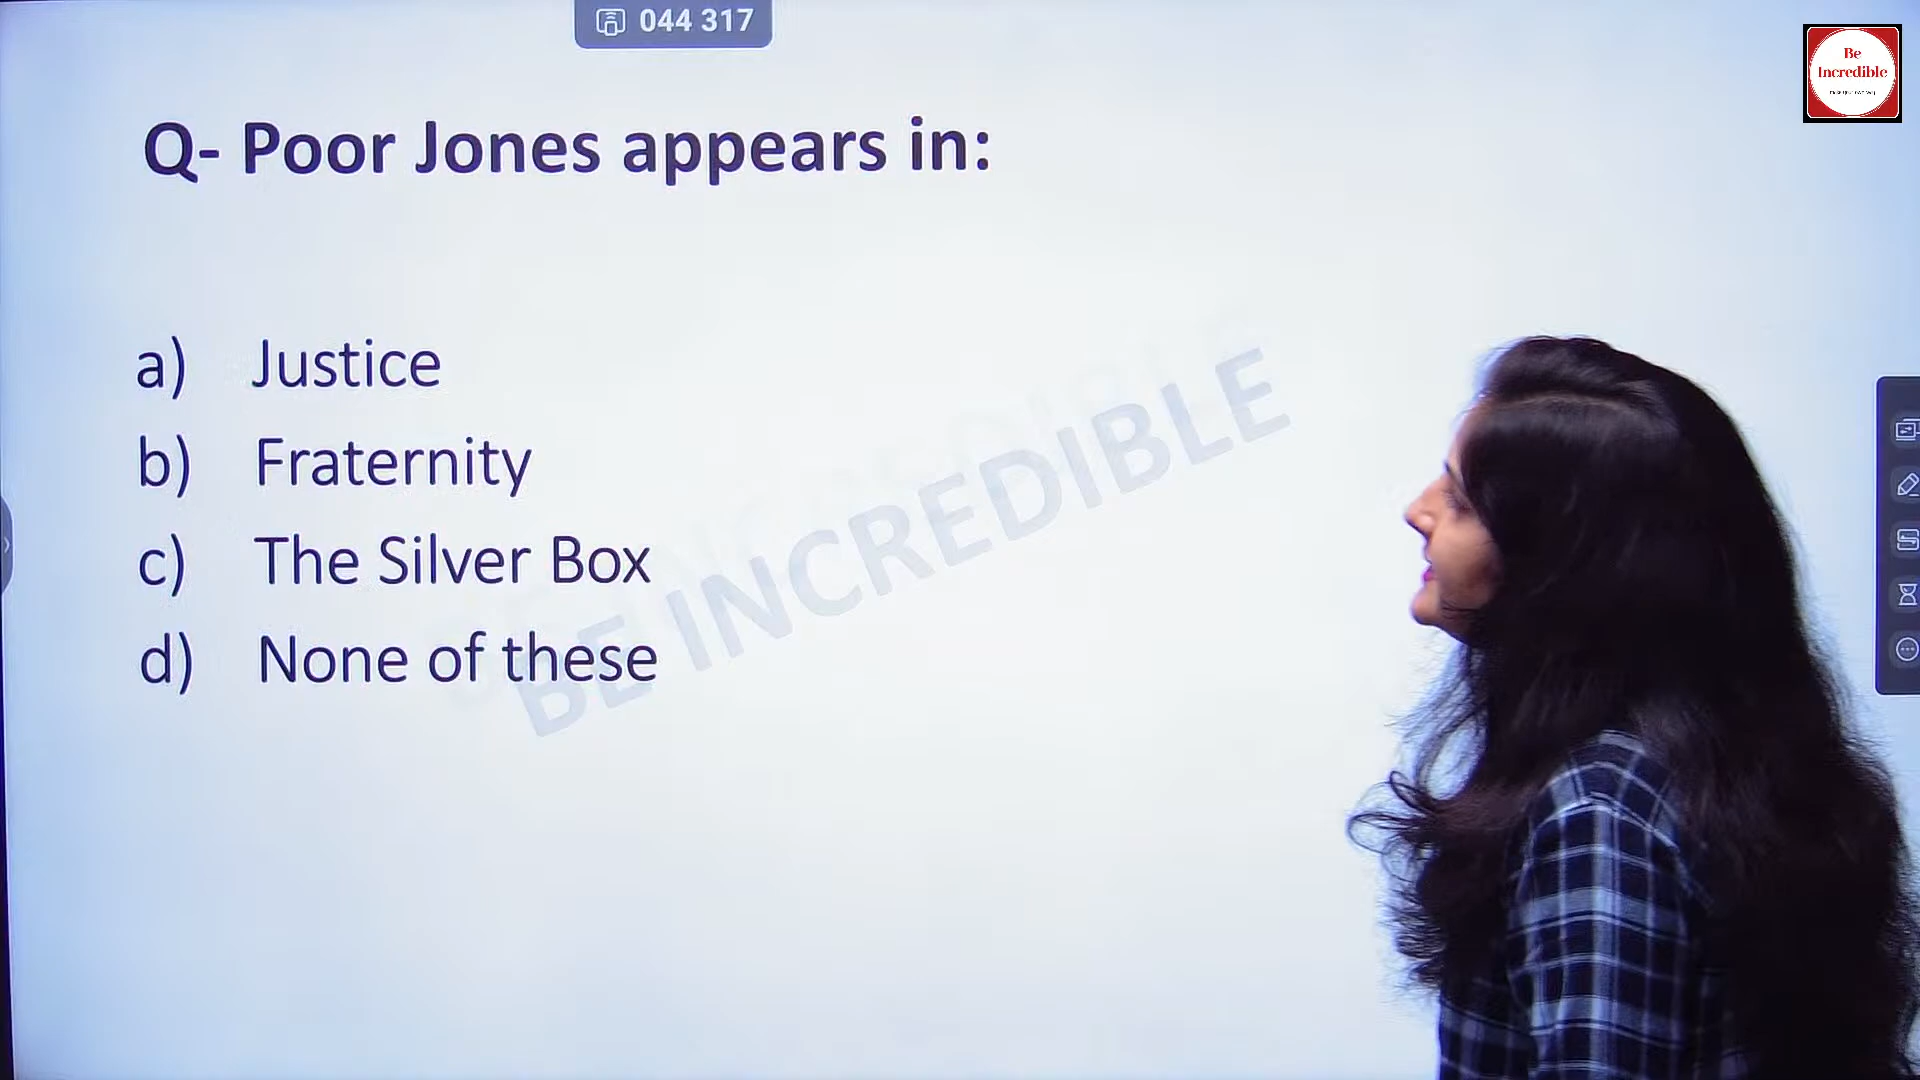 044 317
Be
Incredible
Q- Poor Jones appears in:
a) Justice
b) Fraternity
c) The Silver Box
d) None of these
BE INCREDIBLE